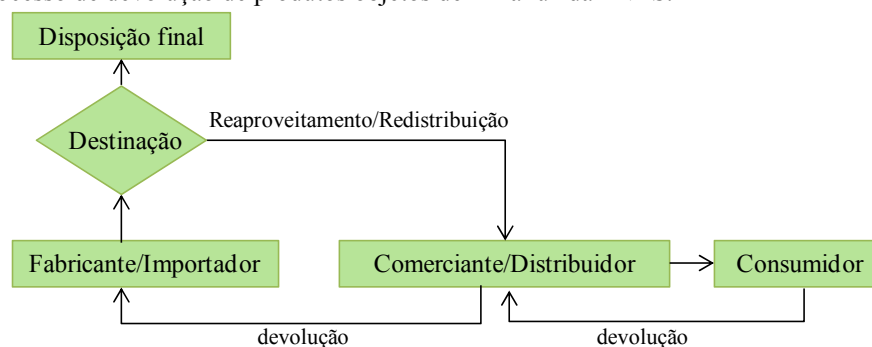 Disposição final
Destinação
Reaproveitamento/Redistribuição
Fabricante/Importador
Comerciante/Distribuidor
Consumidor
devolução
devolução